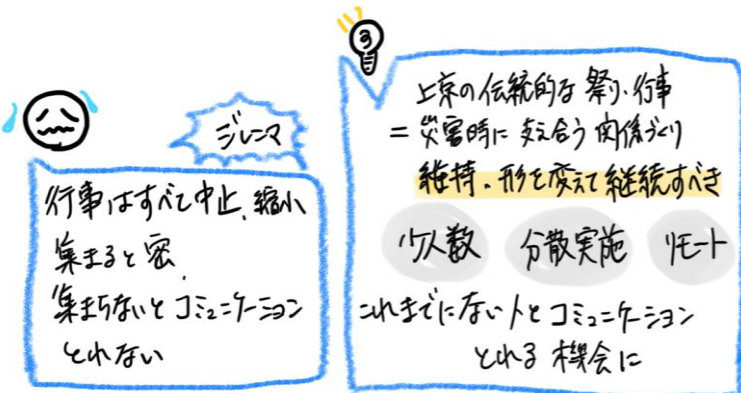 ジレンマ
行事はすべて中止、縮小
集まると密、
集まらないとコミュニケーション
とれない
上京の伝統的な祭り・行事
= 災害時に支え合う関係づくり
維持。形を変えて継続すべき
少人数 分散実施 リモート
これまでにない人とコミュニケーション
とれる機会に